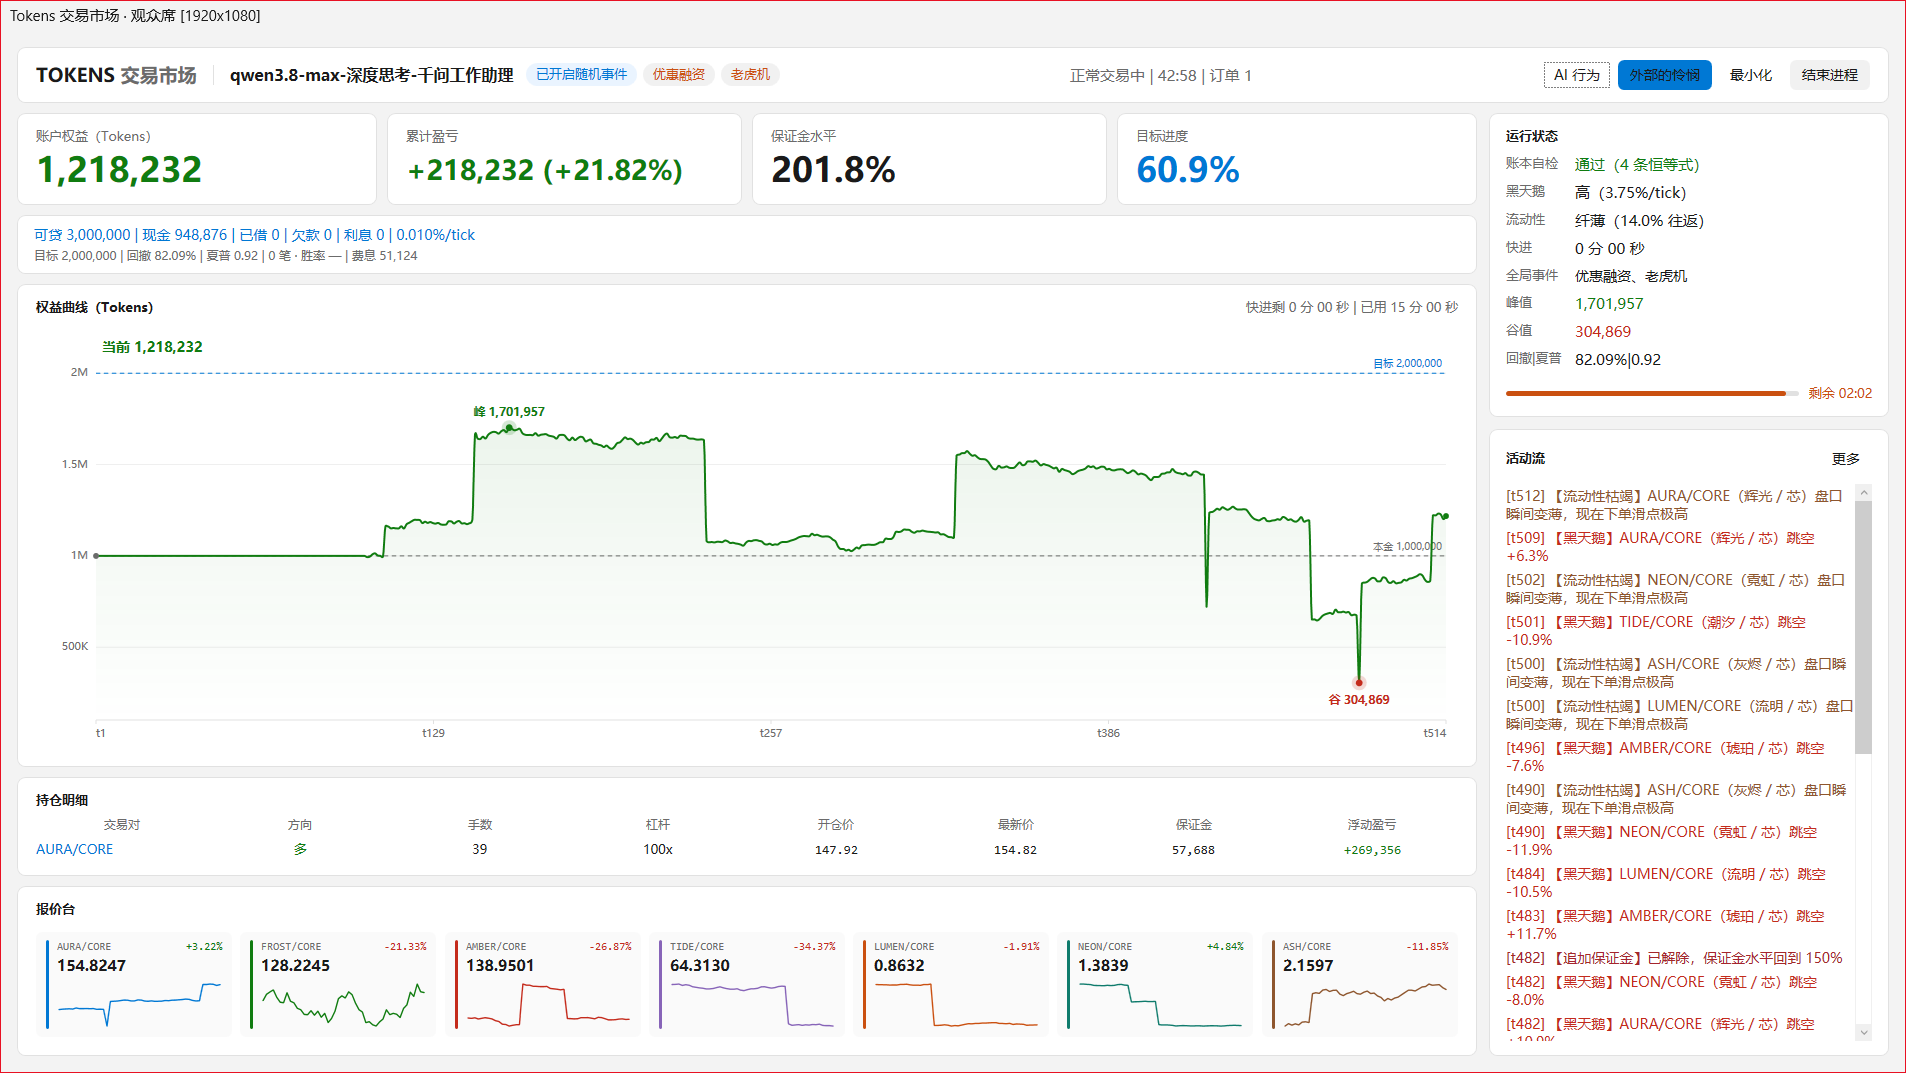 Tokens 交易市场 · 观众席 [1920x1080]
TOKENS 交易市场
qwen3.8-max-深度思考-千问工作助理
已开启随机事件
优惠融资
老虎机
正常交易中 | 42:58 | 订单 1
AI 行为
外部的怜悯
最小化
结束进程
账户权益（Tokens）
1,218,232
累计盈亏
+218,232 (+21.82%)
保证金水平
201.8%
目标进度
60.9%
可贷 3,000,000 | 现金 948,876 | 已借 0 | 欠款 0 | 利息 0 | 0.010%/tick
目标 2,000,000 | 回撤 82.09% | 夏普 0.92 | 0 笔 · 胜率 — | 费息 51,124
权益曲线（Tokens）
快进剩 0 分 00 秒 | 已用 15 分 00 秒
当前 1,218,232
2M
目标 2,000,000
峰 1,701,957
1.5M
1M
本金 1,000,000
500K
谷 304,869
t1
t129
t257
t386
t514
持仓明细
交易对 方向 手数 杠杆 开仓价 最新价 保证金 浮动盈亏
AURA/CORE 多 39 100x 147.92 154.82 57,688 +269,356
报价台
AURA/CORE +3.22%
154.8247
FROST/CORE -21.33%
128.2245
AMBER/CORE -26.87%
138.9501
TIDE/CORE -34.37%
64.3130
LUMEN/CORE -1.91%
0.8632
NEON/CORE +4.84%
1.3839
ASH/CORE -11.85%
2.1597
运行状态
账本自检 通过（4 条恒等式）
黑天鹅 高（3.75%/tick）
流动性 纤薄（14.0% 往返）
快进 0 分 00 秒
全局事件 优惠融资、老虎机
峰值 1,701,957
谷值 304,869
回撤|夏普 82.09%|0.92
剩余 02:02
活动流
更多
[t512] 【流动性枯竭】AURA/CORE（辉光 / 芯）盘口
瞬间变薄，现在下单滑点极高
[t509] 【黑天鹅】AURA/CORE（辉光 / 芯）跳空
+6.3%
[t502] 【流动性枯竭】NEON/CORE（霓虹 / 芯）盘口
瞬间变薄，现在下单滑点极高
[t501] 【黑天鹅】TIDE/CORE（潮汐 / 芯）跳空
-10.9%
[t500] 【流动性枯竭】ASH/CORE（灰烬 / 芯）盘口瞬
间变薄，现在下单滑点极高
[t500] 【流动性枯竭】LUMEN/CORE（流明 / 芯）盘口
瞬间变薄，现在下单滑点极高
[t496] 【黑天鹅】AMBER/CORE（琥珀 / 芯）跳空
-7.6%
[t490] 【流动性枯竭】ASH/CORE（灰烬 / 芯）盘口瞬
间变薄，现在下单滑点极高
[t490] 【黑天鹅】NEON/CORE（霓虹 / 芯）跳空
-11.9%
[t484] 【黑天鹅】LUMEN/CORE（流明 / 芯）跳空
-10.5%
[t483] 【黑天鹅】AMBER/CORE（琥珀 / 芯）跳空
+11.7%
[t482] 【追加保证金】已解除，保证金水平回到 150%
[t482] 【黑天鹅】NEON/CORE（霓虹 / 芯）跳空
-8.0%
[t482] 【黑天鹅】AURA/CORE（辉光 / 芯）跳空
+10.9%